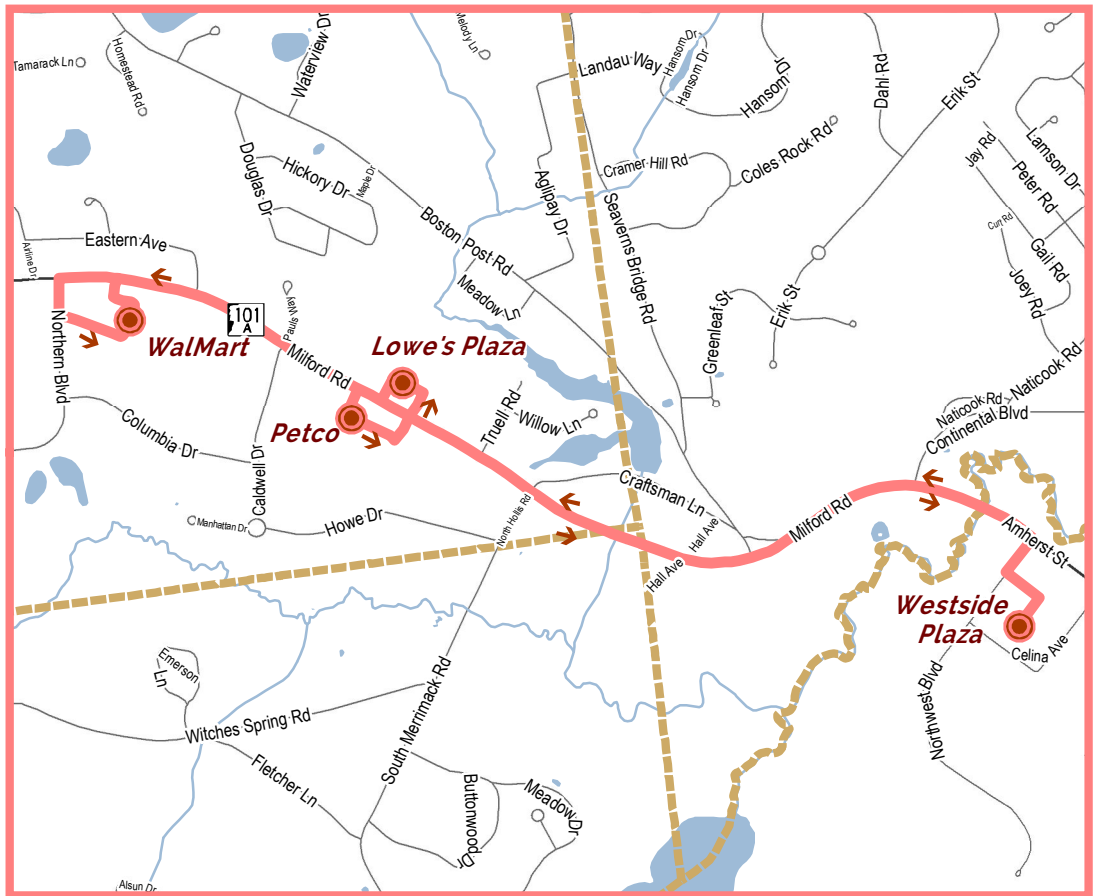 Melody Ln
Homestead Rd
Waterview Dr
Tamarack Ln
Landau Way
Hansom Dr
Hansom Dr
Hansom Dr
Dahl Rd
Erik St
Lamson Dr
Jay Rd
Peter Rd
Coles Rock Rd
Cramer Hill Rd
Douglas Dr
Hickory Dr
Maple Dr
Aglipay Dr
Seaverns Bridge Rd
Boston Post Rd
Meadow Ln
Curr Rd
Gail Rd
Joey Rd
Eastern Ave
Airline Dr
Northern Blvd
WalMart
101
A
Pauls Way
Milford Rd
Lowe's Plaza
Petco
Greenleaf St
Erik St
Naticook Rd
Naticook Rd
Continental Blvd
Truell Rd
Willow Ln
Columbia Dr
Caldwell Dr
Craftsman Ln
Manhattan Dr
Howe Dr
North Hollis Rd
Hall Ave
Hall Ave
Milford Rd
Amherst St
Westside
Plaza
Celina Ave
Northwest Blvd
Emerson
Ln
Witches Spring Rd
South Merrimack Rd
Fletcher Ln
Buttonwood
Dr
Meadow Dr
Alsun Dr